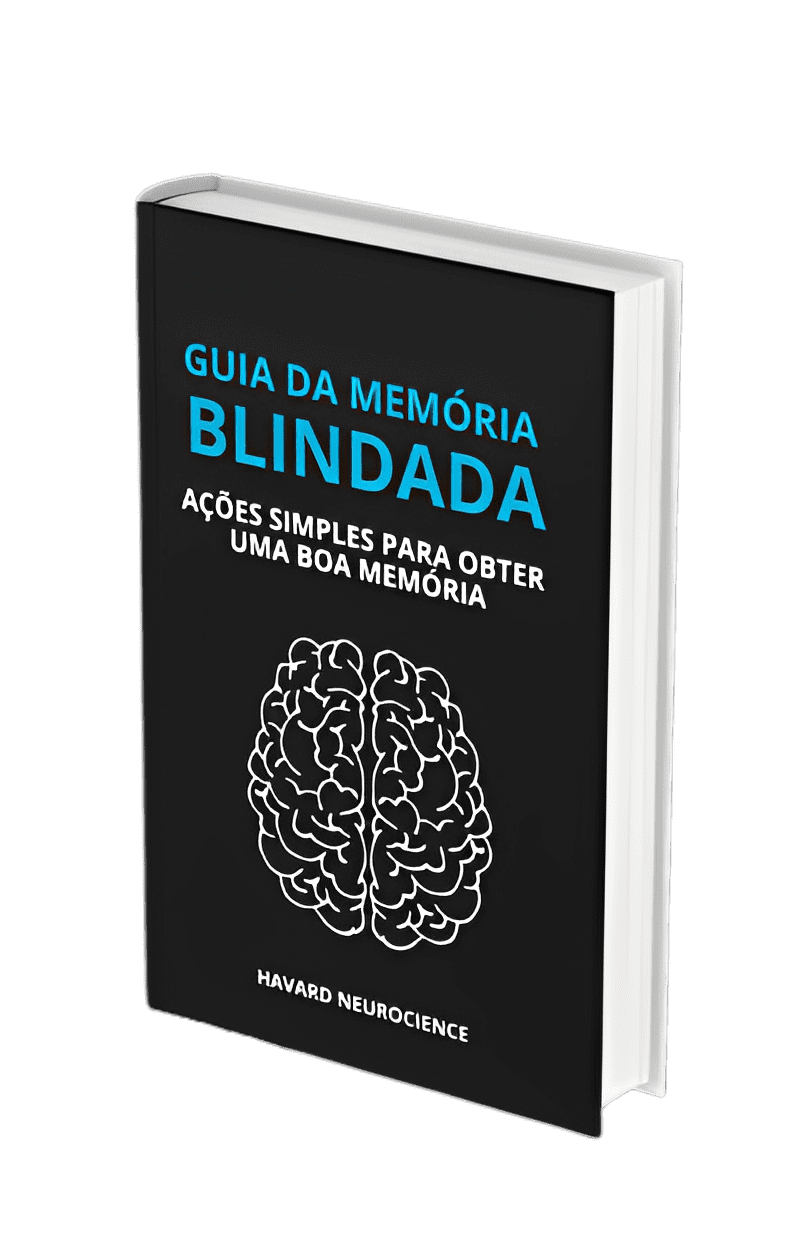 GUIA DA MEMÓRIA
BLINDADA
AÇÕES SIMPLES PARA OBTER
UMA BOA MEMÓRIA
HAVARD NEUROCIENCE